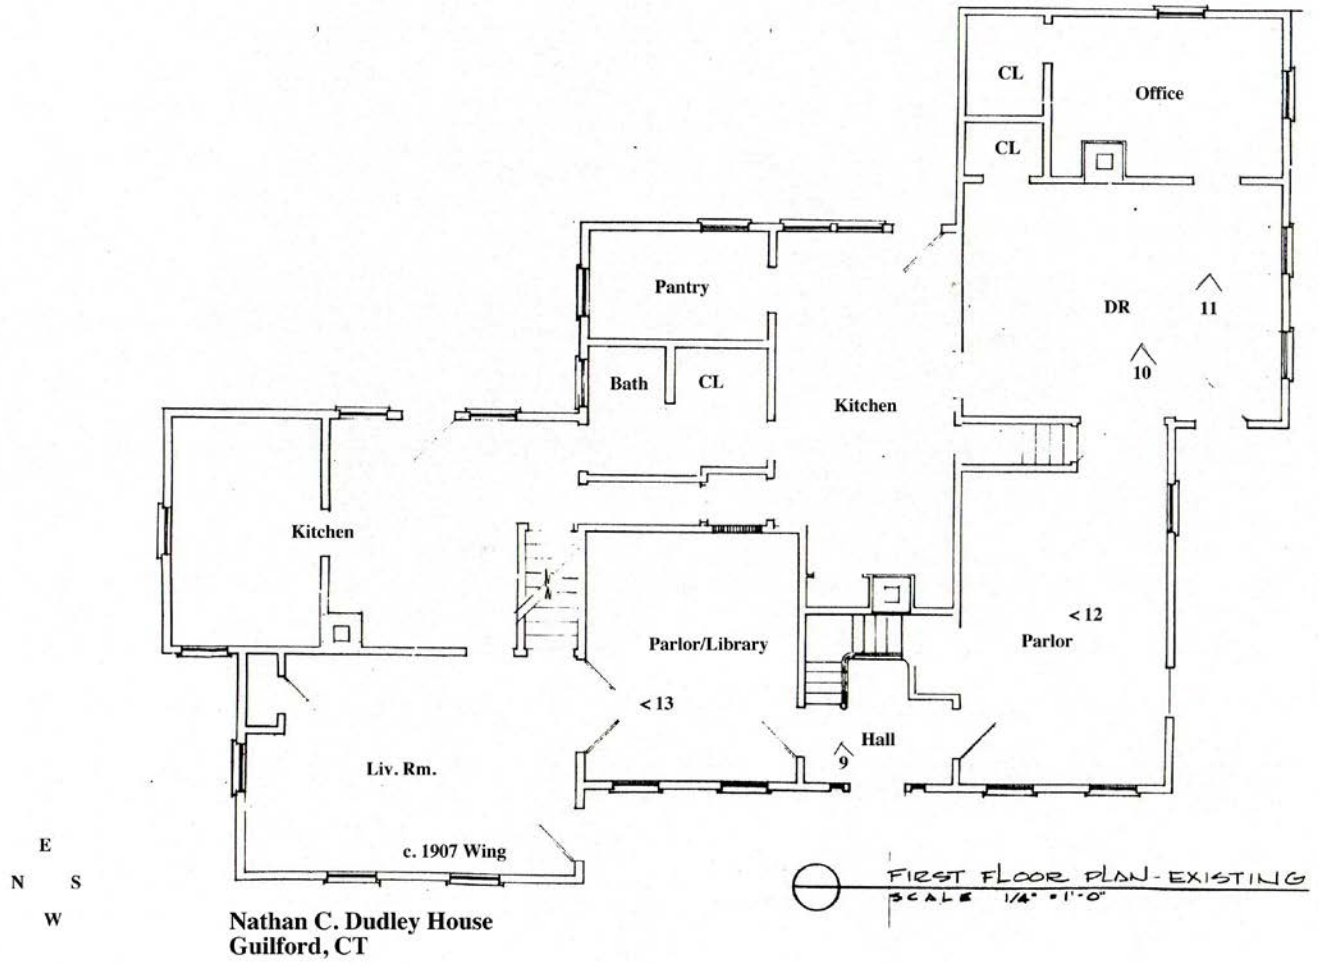 CL
Office
CL
Pantry
DR
11
10
Bath
CL
Kitchen
Kitchen
< 12
Parlor/Library
Parlor
< 13
Hall
9
Liv. Rm.
c. 1907 Wing
E
N S
W
FIRST FLOOR PLAN - EXISTING
SCALE 1/4" = 1'-0"
Nathan C. Dudley House
Guilford, CT